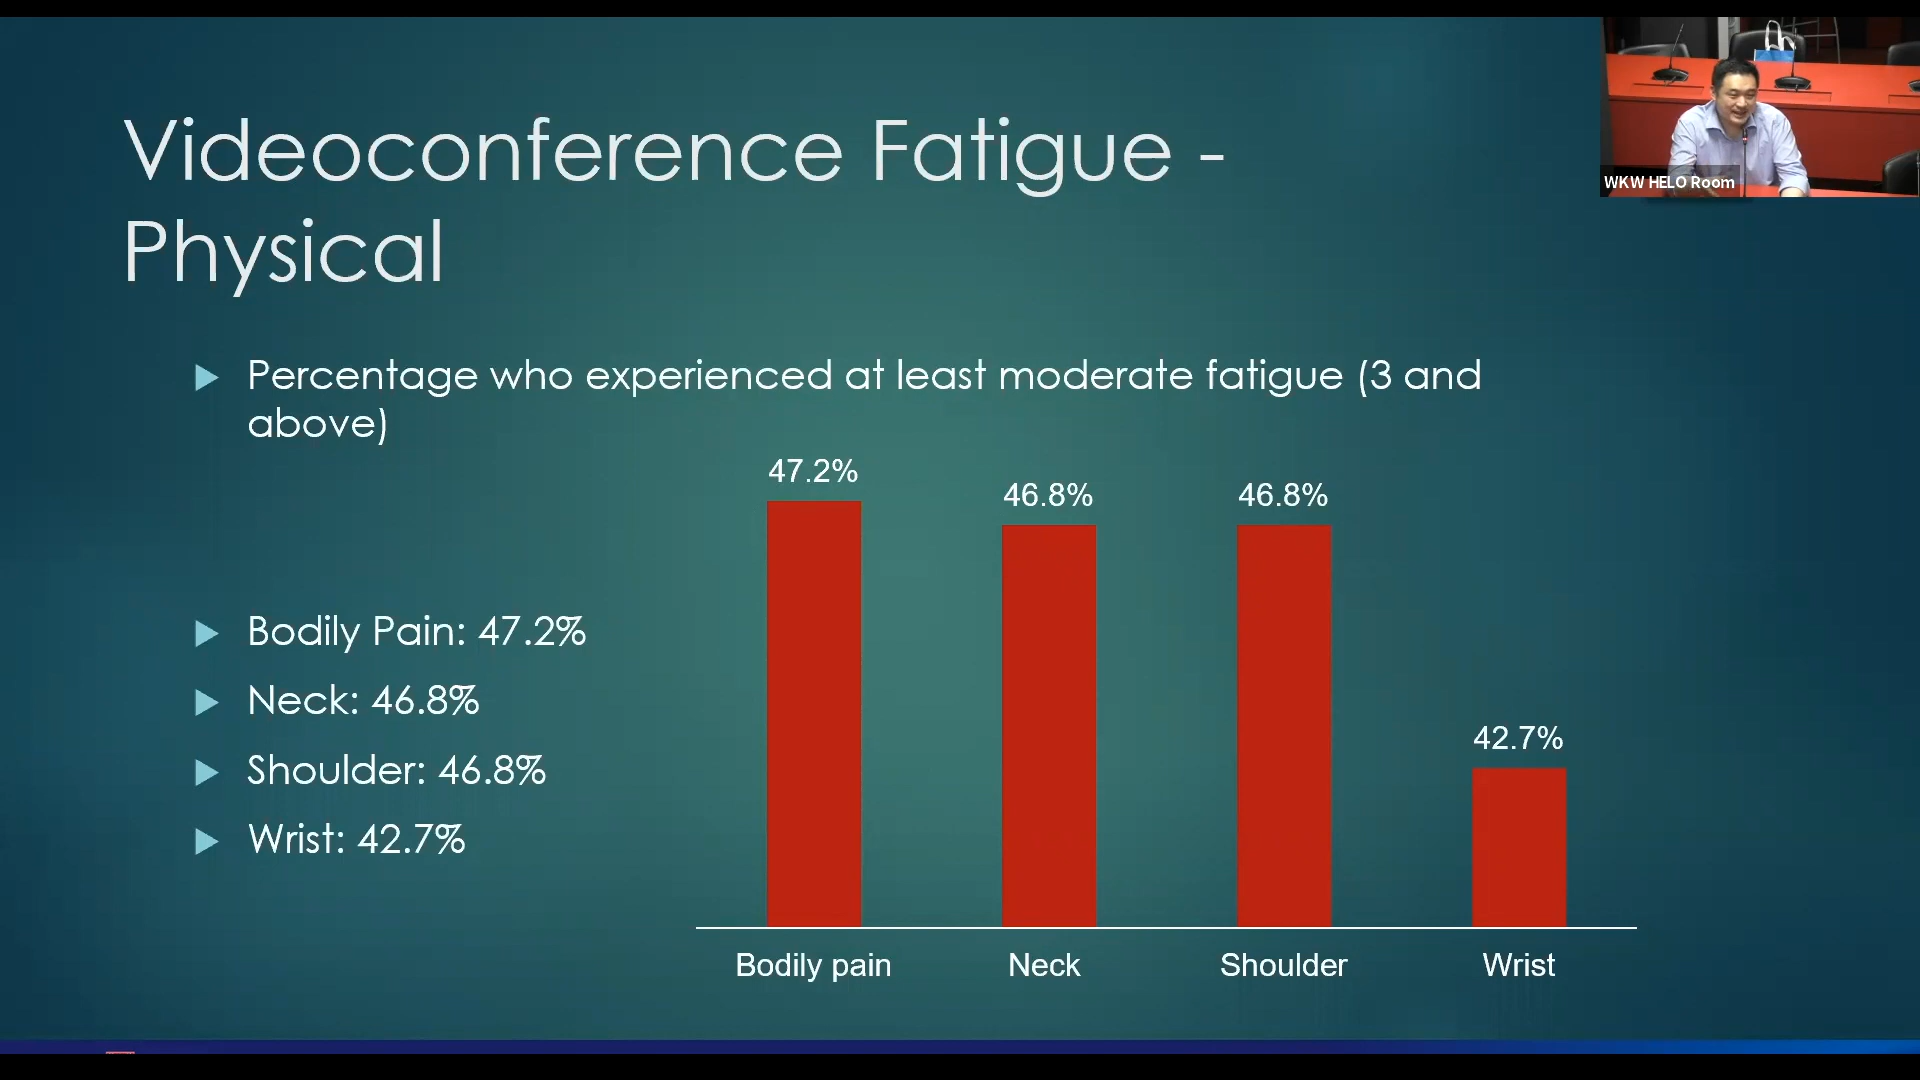 Videoconference Fatigue -
Physical
WKW HELO Room
Percentage who experienced at least moderate fatigue (3 and
above)
Bodily Pain: 47.2%
Neck: 46.8%
Shoulder: 46.8%
Wrist: 42.7%
47.2%
46.8%
46.8%
42.7%
Bodily pain
Neck
Shoulder
Wrist